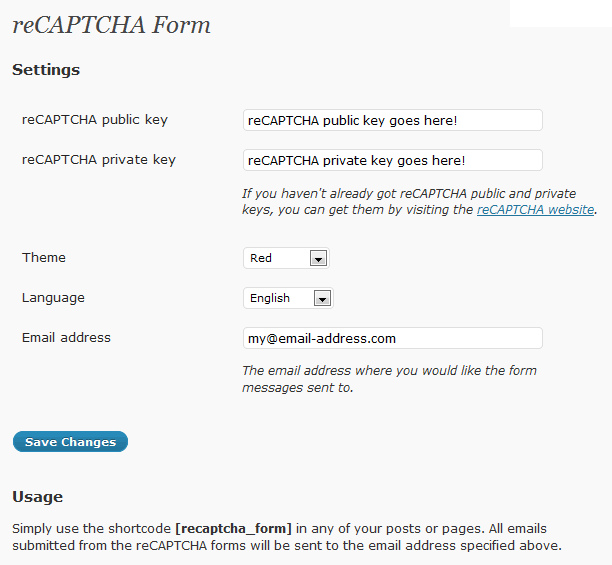 reCAPTCHA Form
Settings
reCAPTCHA public key
reCAPTCHA public key goes here!
reCAPTCHA private key
reCAPTCHA private key goes here!
If you haven't already got reCAPTCHA public and private
keys, you can get them by visiting the reCAPTCHA website.
Theme
Red
Language
English
Email address
my@email-address.com
The email address where you would like the form
messages sent to.
Save Changes
Usage
Simply use the shortcode [recaptcha_form] in any of your posts or pages. All emails
submitted from the reCAPTCHA forms will be sent to the email address specified above.